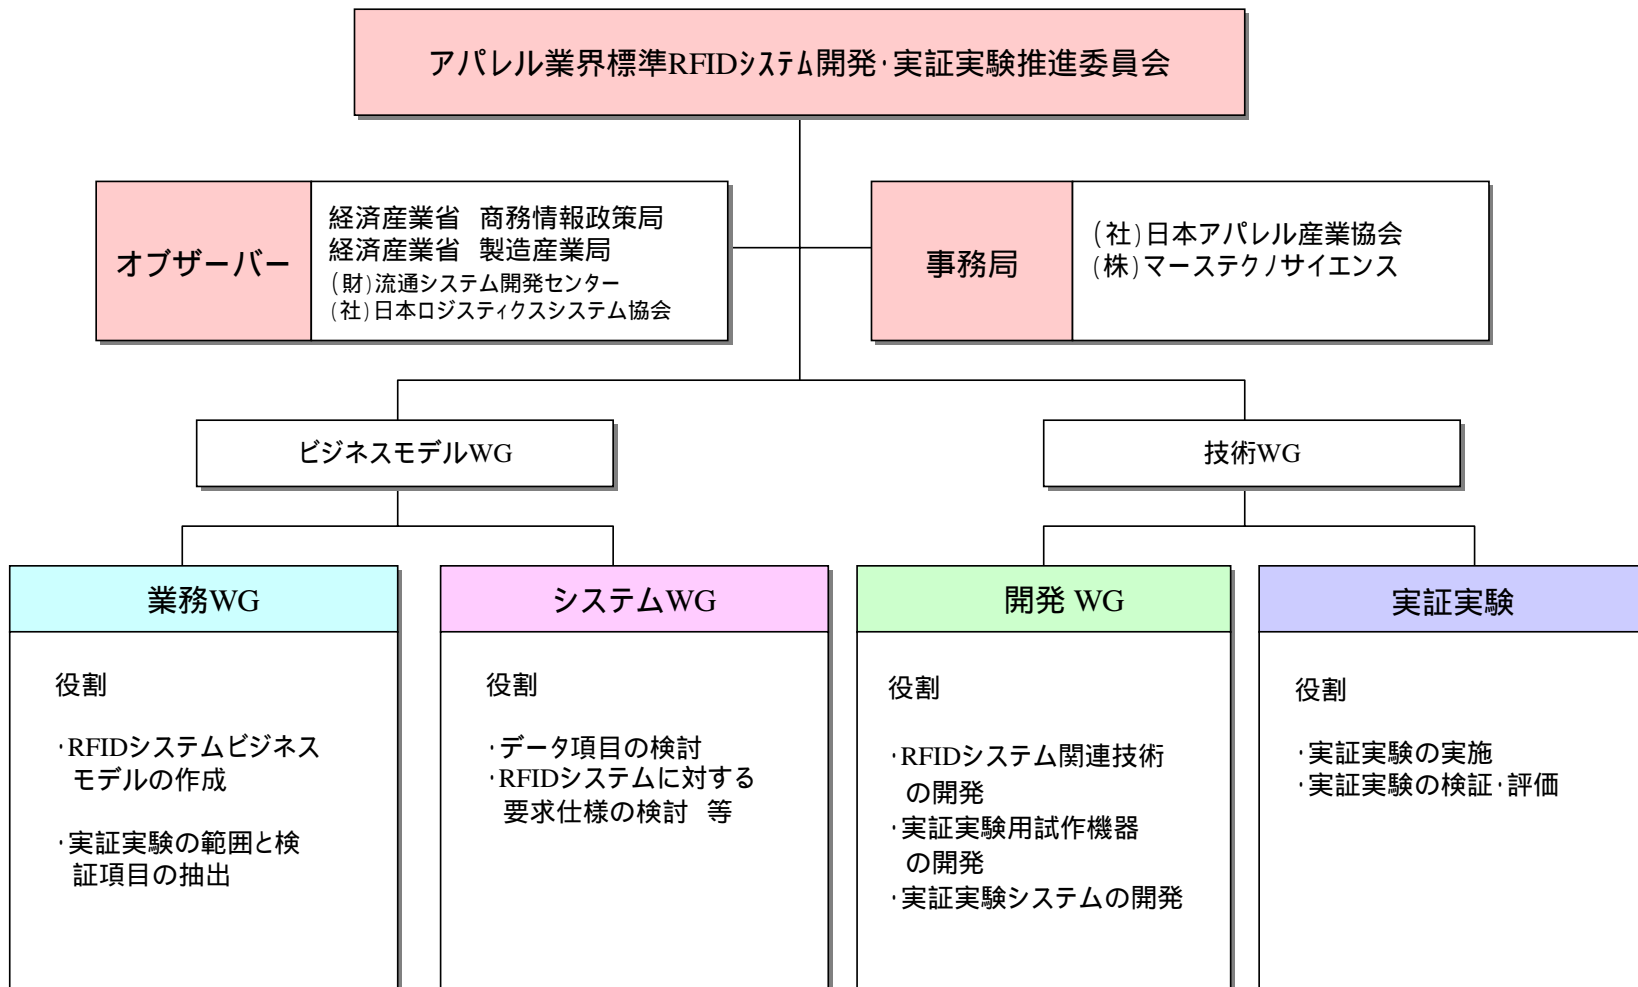 アパレル業界標準RFIDシステム開発・実証実験推進委員会
オブザーバー
経済産業省　商務情報政策局
経済産業省　製造産業局
(財)流通システム開発センター
(社)日本ロジスティクスシステム協会
事務局
(社)日本アパレル産業協会
(株)マーステクノサイエンス
ビジネスモデルWG
技術WG
業務WG
役割
・RFIDシステムビジネス
モデルの作成
・実証実験の範囲と検
証項目の抽出
システムWG
役割
・データ項目の検討
・RFIDシステムに対する
要求仕様の検討　等
開発 WG
役割
・RFIDシステム関連技術
の開発
・実証実験用試作機器
の開発
・実証実験システムの開発
実証実験
役割
・実証実験の実施
・実証実験の検証・評価